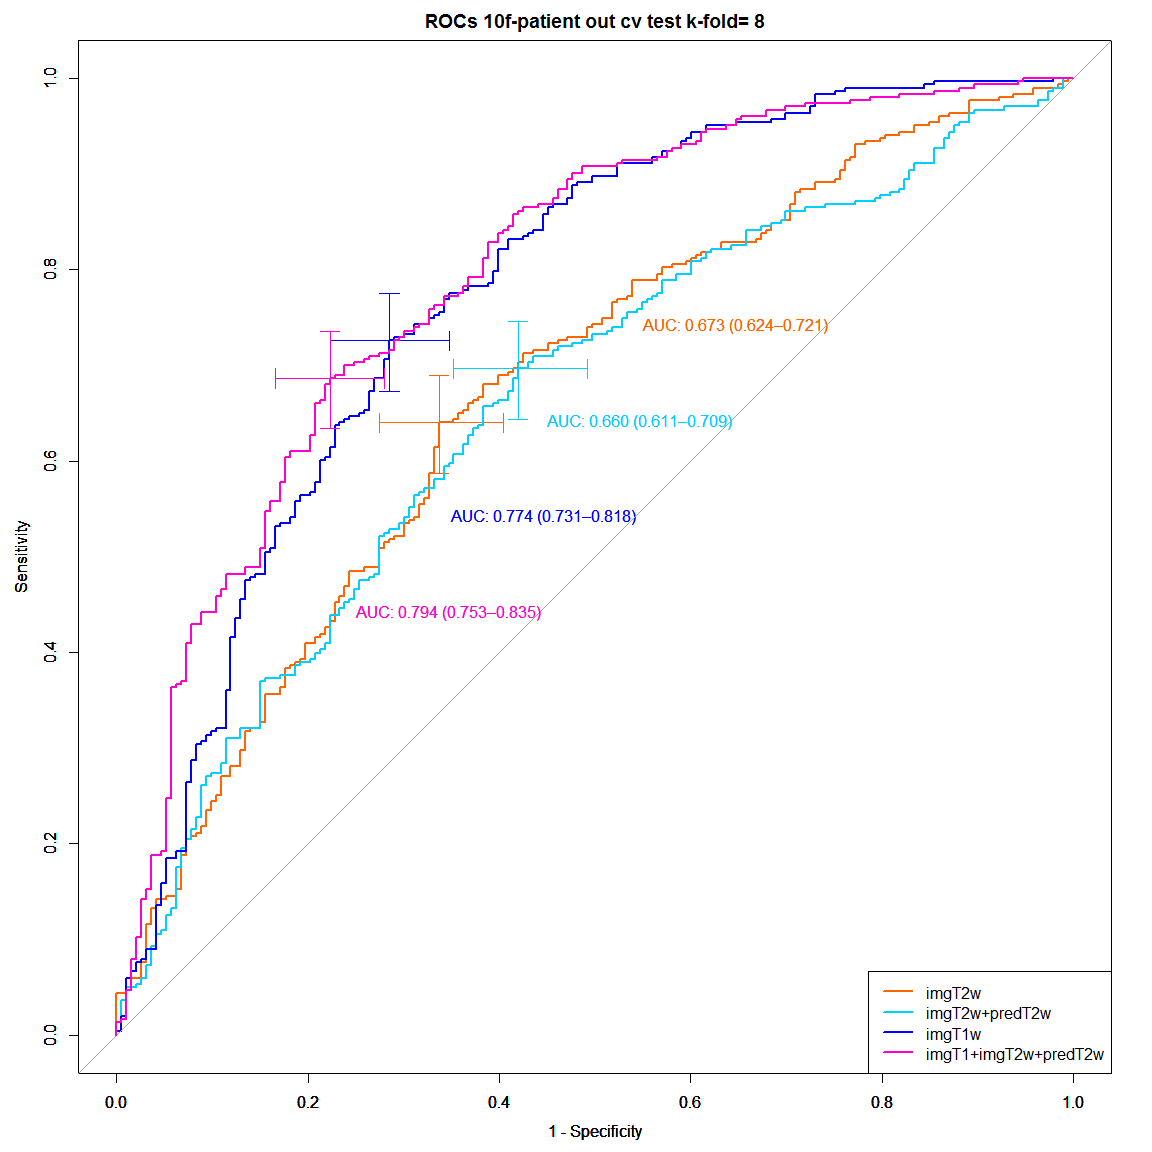 ROCs 10f-patient out cv test k-fold= 8
Sensitivity
1.0
0.8
0.6
0.4
0.2
0.0
AUC: 0.673 (0.624–0.721)
AUC: 0.660 (0.611–0.709)
AUC: 0.774 (0.731–0.818)
AUC: 0.794 (0.753–0.835)
imgT2w
imgT2w+predT2w
imgT1w
imgT1+imgT2w+predT2w
0.0 0.2 0.4 0.6 0.8 1.0
1 - Specificity